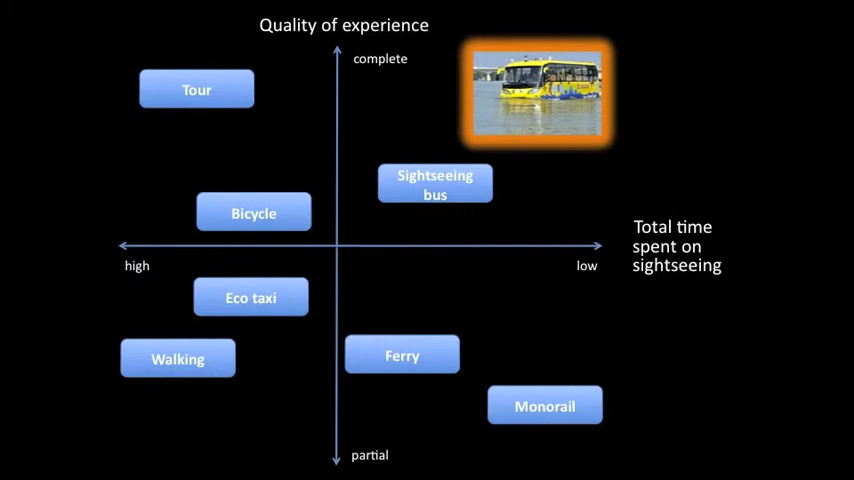 Quality of experience
complete
Tour
Sightseeing
bus
Bicycle
Total time
spent on
sightseeing
high
low
Eco taxi
Walking
Ferry
Monorail
partial